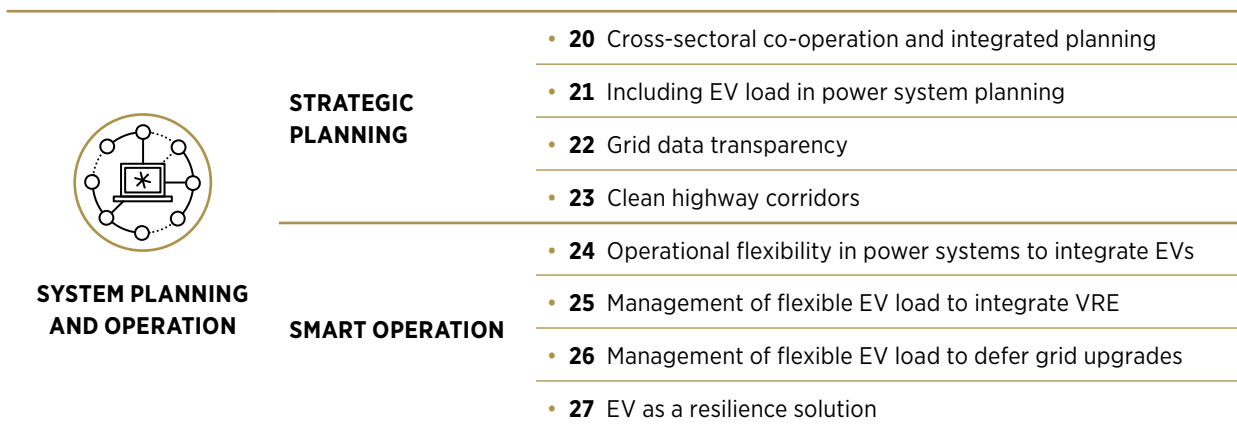 SYSTEM PLANNING
AND OPERATION
STRATEGIC
PLANNING
• 20 Cross-sectoral co-operation and integrated planning
• 21 Including EV load in power system planning
• 22 Grid data transparency
• 23 Clean highway corridors
SMART OPERATION
• 24 Operational flexibility in power systems to integrate EVs
• 25 Management of flexible EV load to integrate VRE
• 26 Management of flexible EV load to defer grid upgrades
• 27 EV as a resilience solution